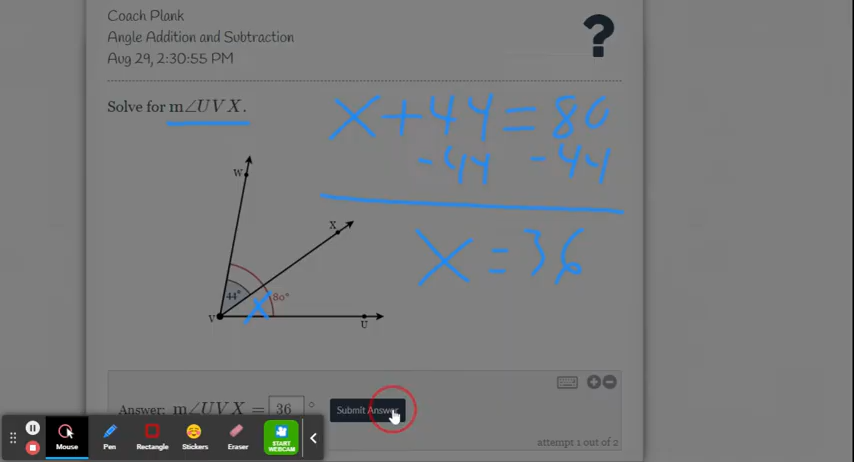 Coach Plank
Angle Addition and Subtraction
Aug 29, 2:30:55 PM
?
Solve for m∠UVX.
x + 44 = 80
- 44 - 44
x = 36
W
X
44°
80°
x
V
U
Answer: m∠UVX = 36 °
Submit Answer
attempt 1 out of 2
Mouse
Pen
Rectangle
Stickers
Eraser
START
WEBCAM